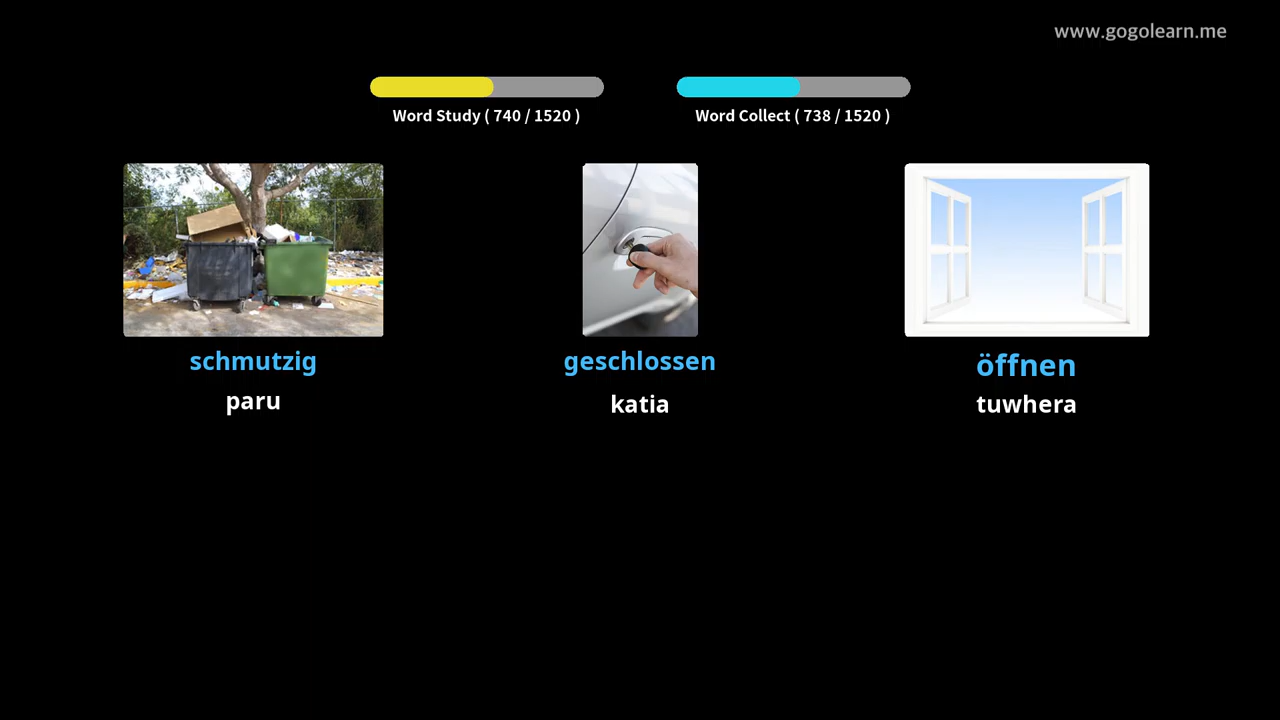 www.gogolearn.me
Word Study ( 740 / 1520 )
Word Collect ( 738 / 1520 )
schmutzig
paru
geschlossen
katia
öffnen
tuwhera